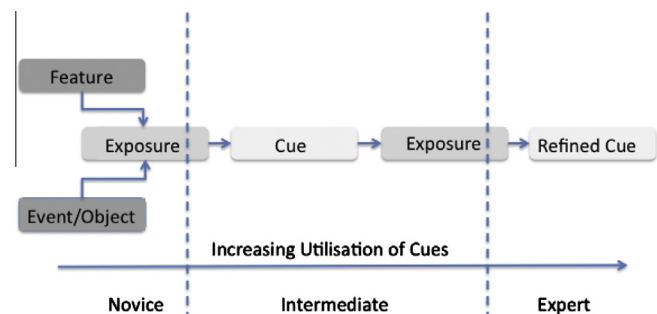 Feature
Exposure
Cue
Exposure
Refined Cue
Event/Object
Increasing Utilisation of Cues
Novice
Intermediate
Expert